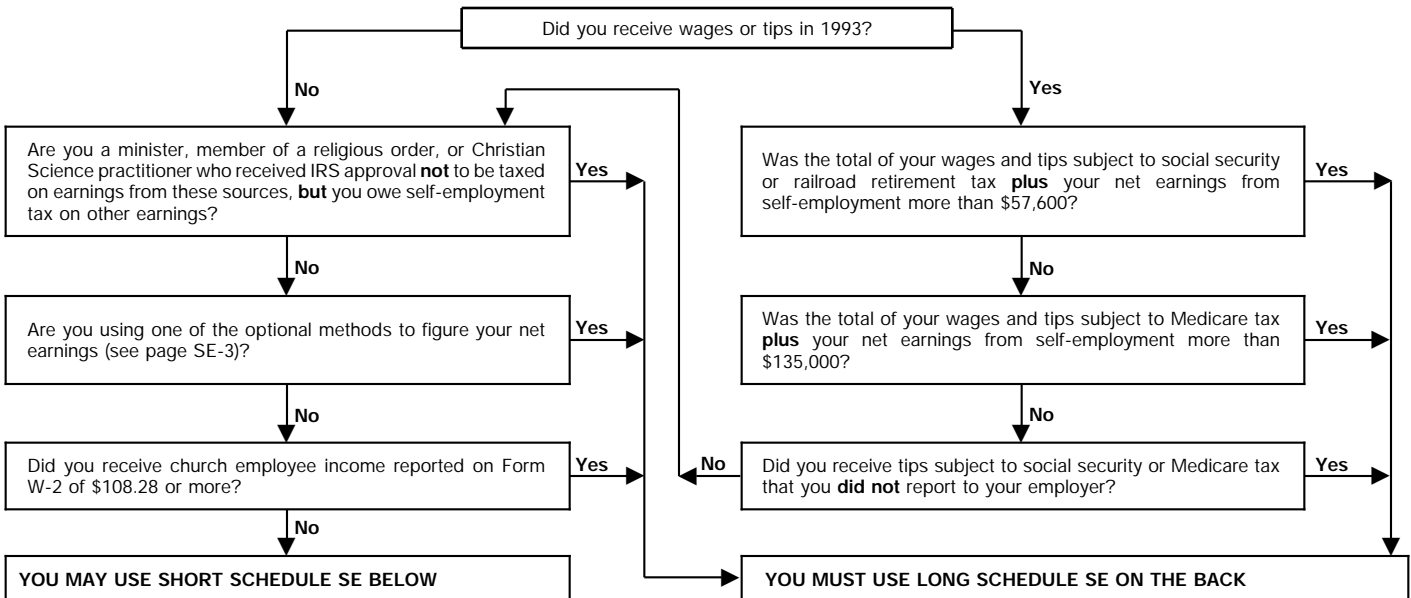 Did you receive wages or tips in 1993?
No
Yes
Are you a minister, member of a religious order, or Christian
Science practitioner who received IRS approval not to be taxed
on earnings from these sources, but you owe self-employment
tax on other earnings?
Yes
Was the total of your wages and tips subject to social security
or railroad retirement tax plus your net earnings from
self-employment more than $57,600?
Yes
No
No
Are you using one of the optional methods to figure your net
earnings (see page SE-3)?
Yes
Was the total of your wages and tips subject to Medicare tax
plus your net earnings from self-employment more than
$135,000?
Yes
No
No
Did you receive church employee income reported on Form
W-2 of $108.28 or more?
Yes
No
Did you receive tips subject to social security or Medicare tax
that you did not report to your employer?
Yes
No
YOU MAY USE SHORT SCHEDULE SE BELOW
YOU MUST USE LONG SCHEDULE SE ON THE BACK